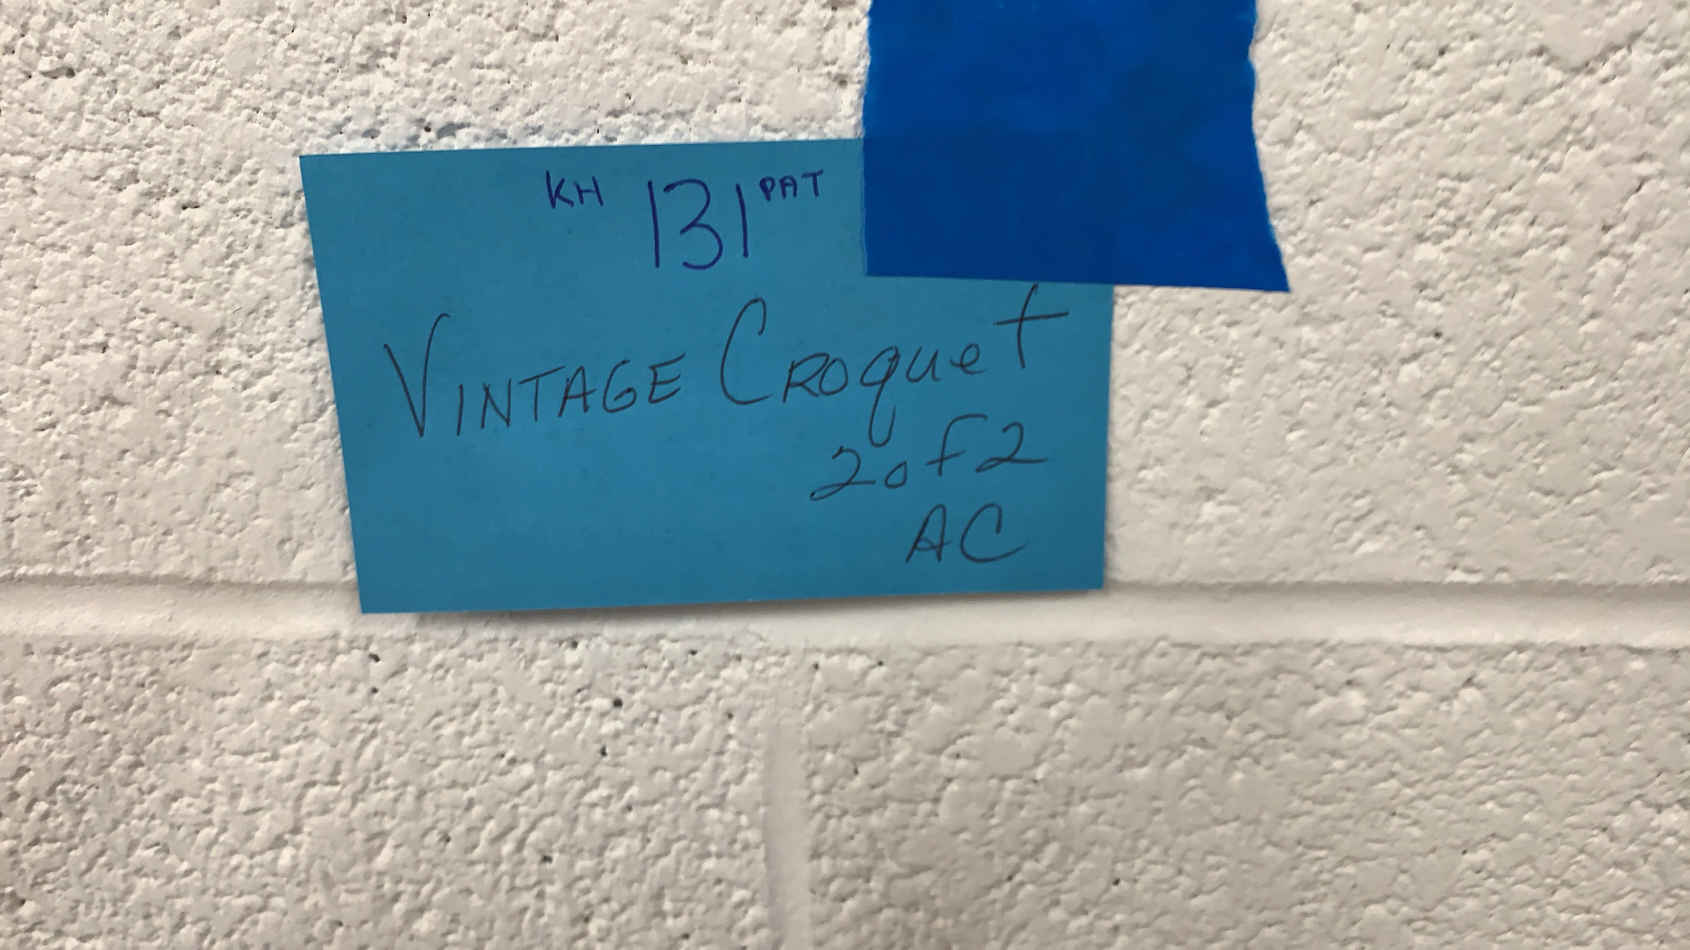 KH 131 PAT
VINTAGE CROquet
2 of 2
AC